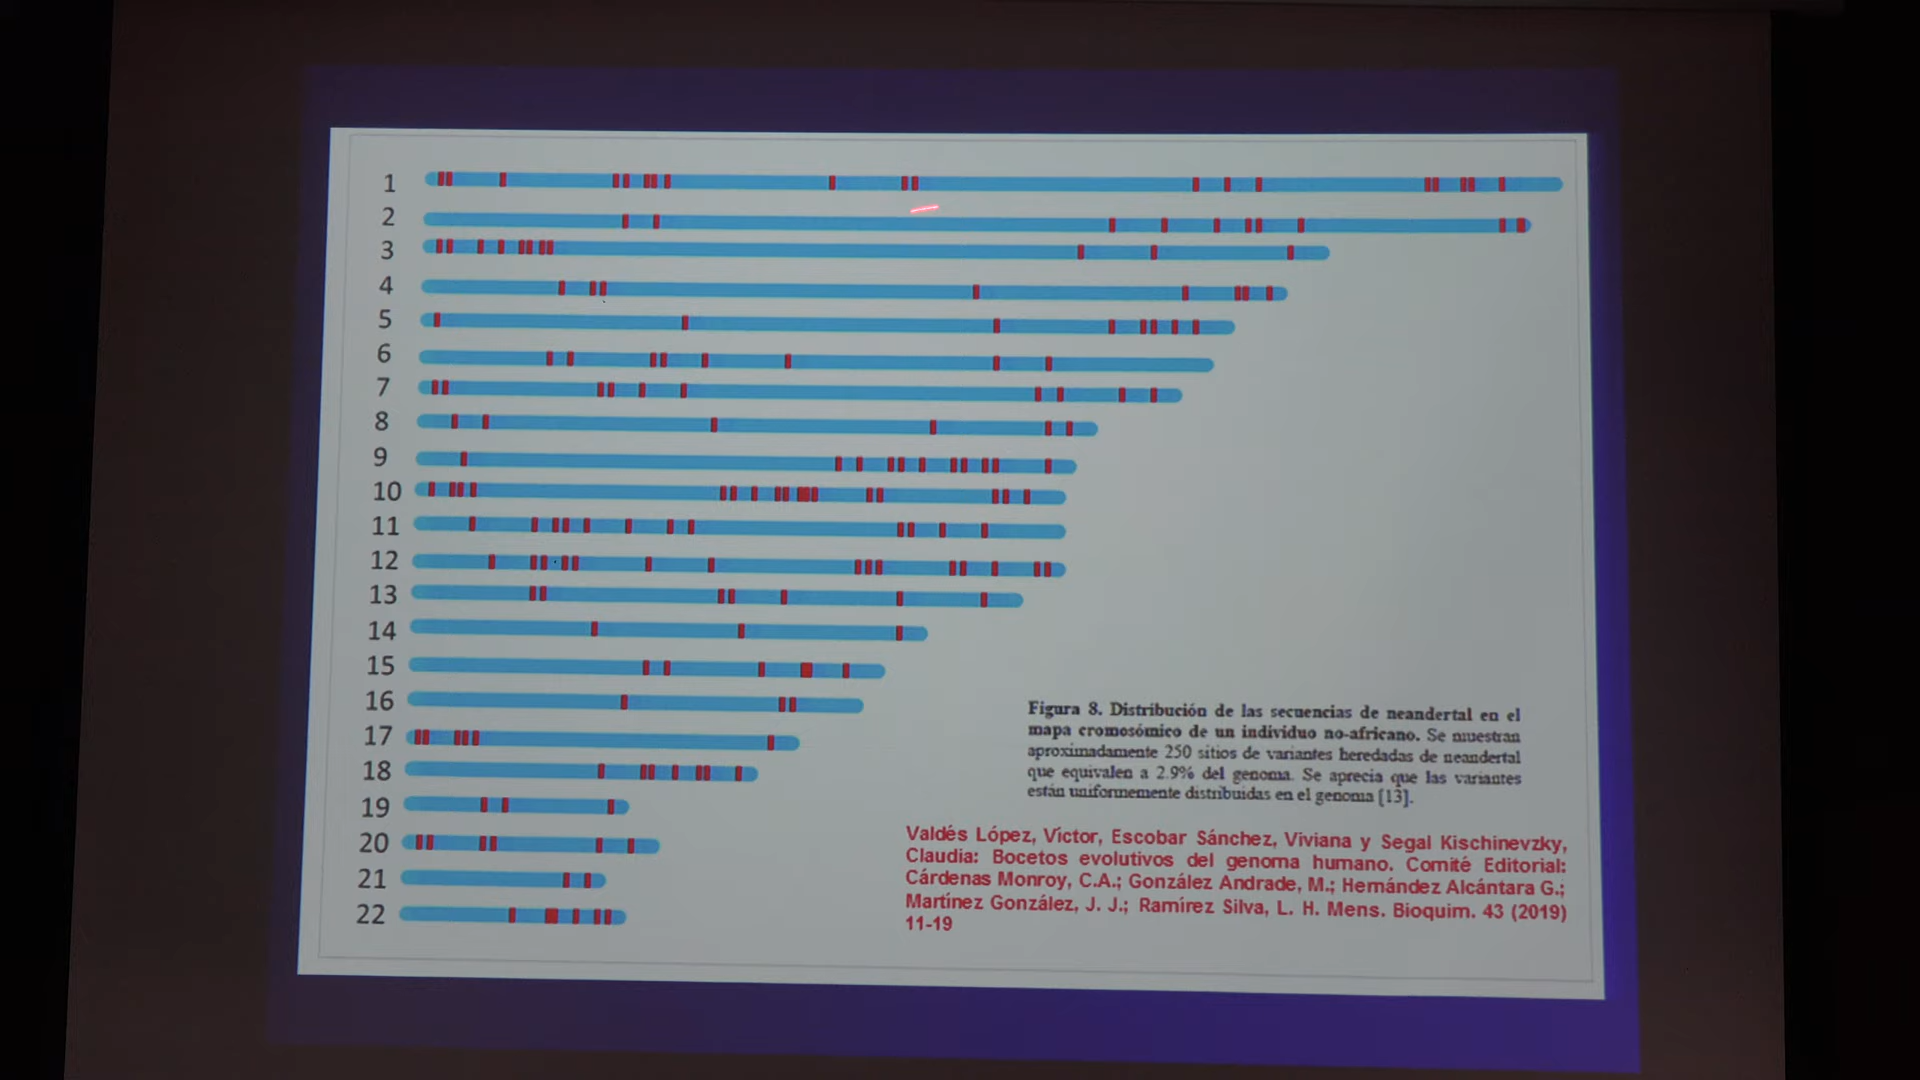 1
2
3
4
5
6
7
8
9
10
11
12
13
14
15
16
17
18
19
20
21
22
Figura 8. Distribución de las secuencias de neandertal en el
mapa cromosómico de un individuo no-africano. Se muestran
aproximadamente 250 sitios de variantes heredadas de neandertal
que equivalen a 2.9% del genoma. Se aprecia que las variantes
están uniformemente distribuidas en el genoma [13].
Valdés López, Víctor, Escobar Sánchez, Viviana y Segal Kischinevzky,
Claudia: Bocetos evolutivos del genoma humano. Comité Editorial:
Cárdenas Monroy, C.A.; González Andrade, M.; Hernández Alcántara G.;
Martínez González, J. J.; Ramírez Silva, L. H. Mens. Bioquim. 43 (2019)
11-19